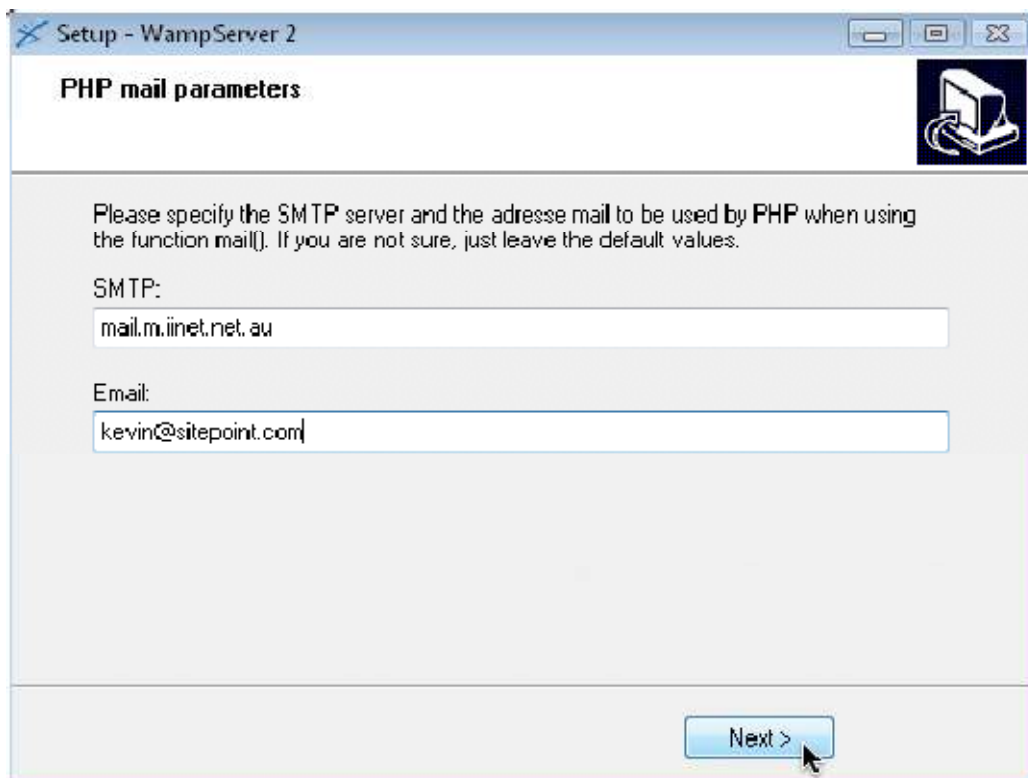 Setup - WampServer 2
PHP mail parameters
Please specify the SMTP server and the adresse mail to be used by PHP when using
the function mail(). If you are not sure, just leave the default values.
SMTP:
mail.m.iinet.net.au
Email:
kevin@sitepoint.com
Next >